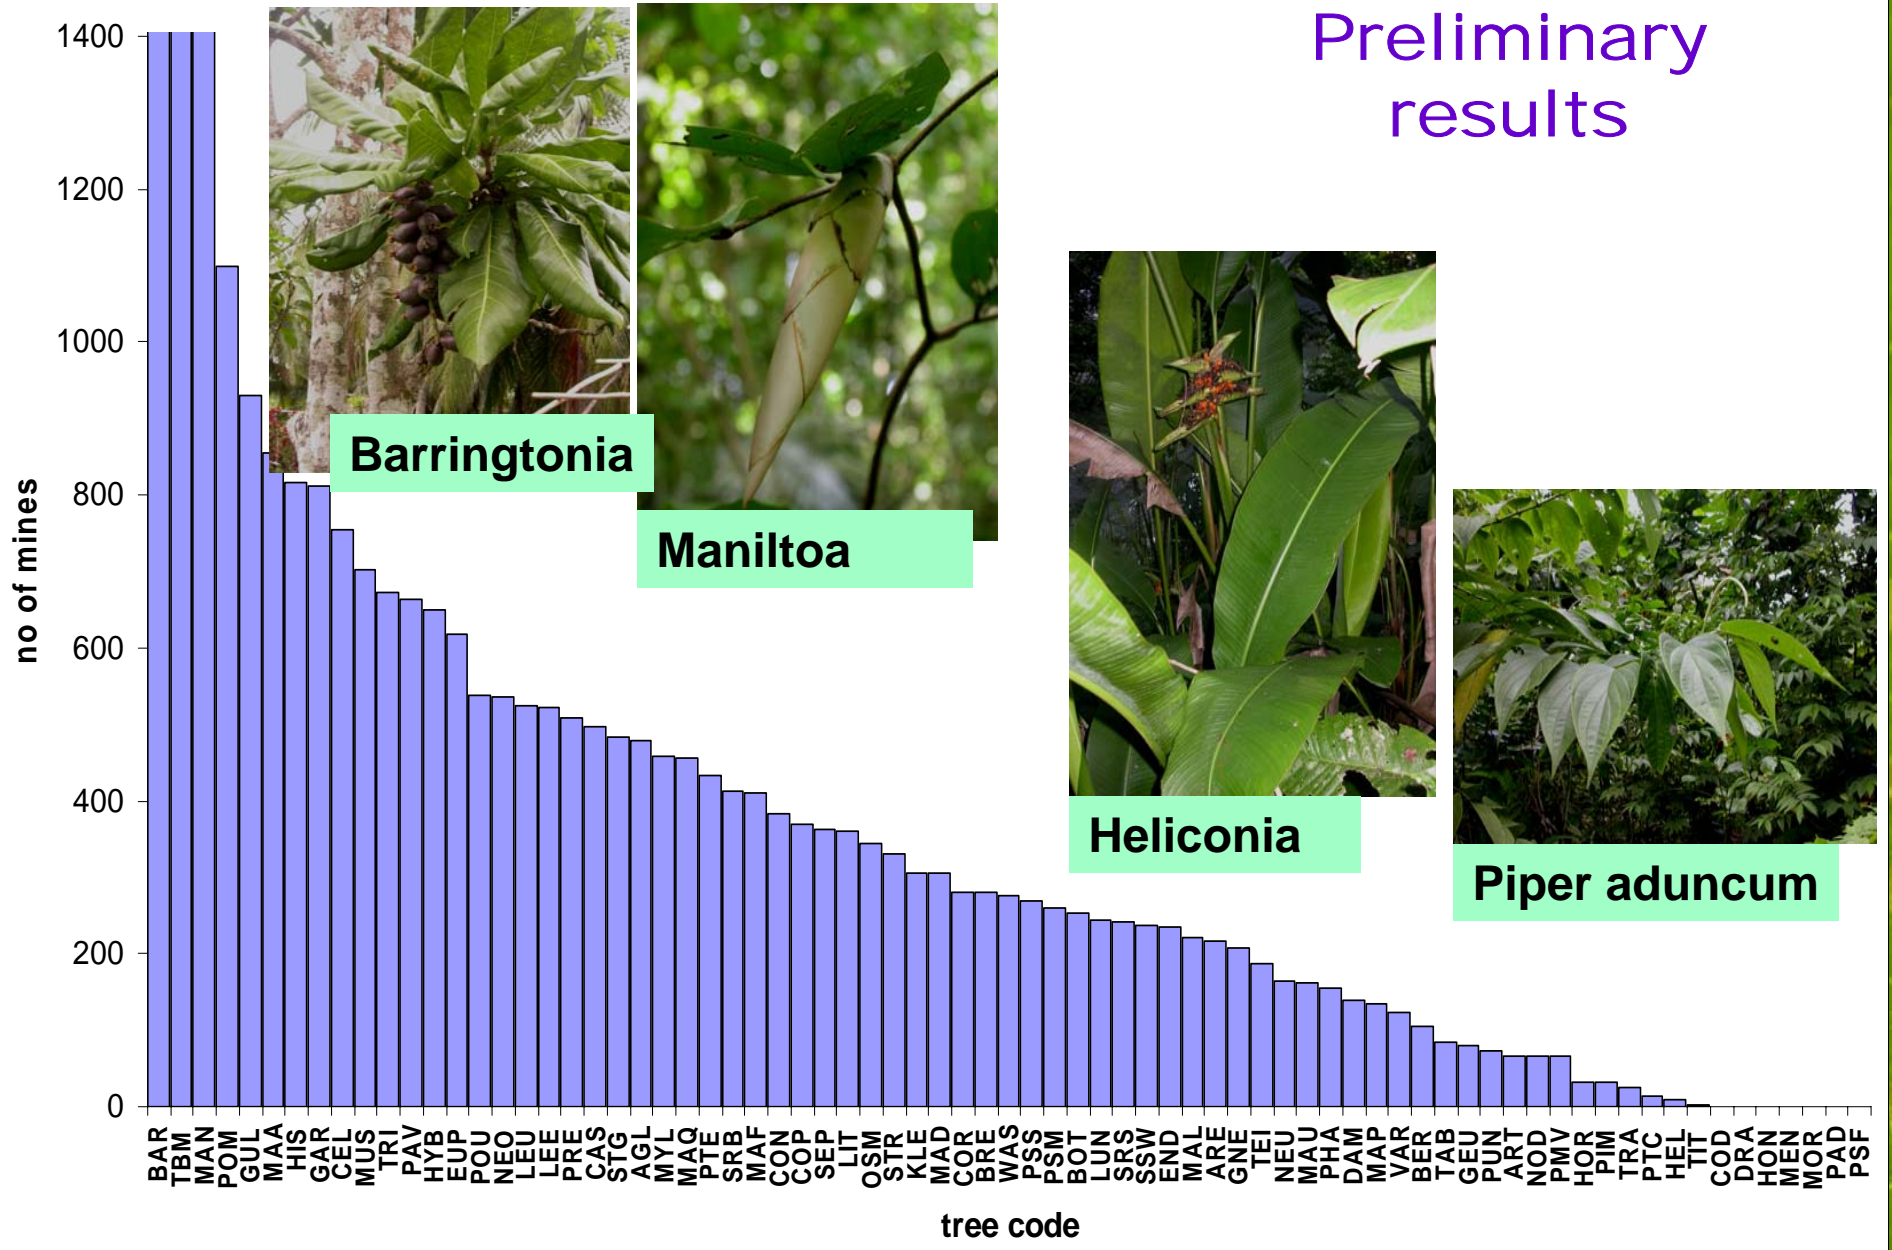 Preliminary
results
1400
1200
1000
800
600
400
200
0
no of mines
Barringtonia
Maniltoa
Heliconia
Piper aduncum
BAR TBM MAN POM GUL MAA HIS GAR CEL MUS TRI PAV HYB EUP POU NEO LEU LEE PRE CAS STG AGL MYL MAQ PTE SRB MAF CON COP SEP LIT OSM STR KLE MAD COR BRE WAS PSS PSM BOT LUN SRS SSW END MAL ARE GNE TEI NEU MAU PHA DAM MAP VAR BER TAB GEU PUN ART NOD PMV HOR PIM TRA PTC HEL TIT COD DRA HON MEN MOR PAD PSF
tree code